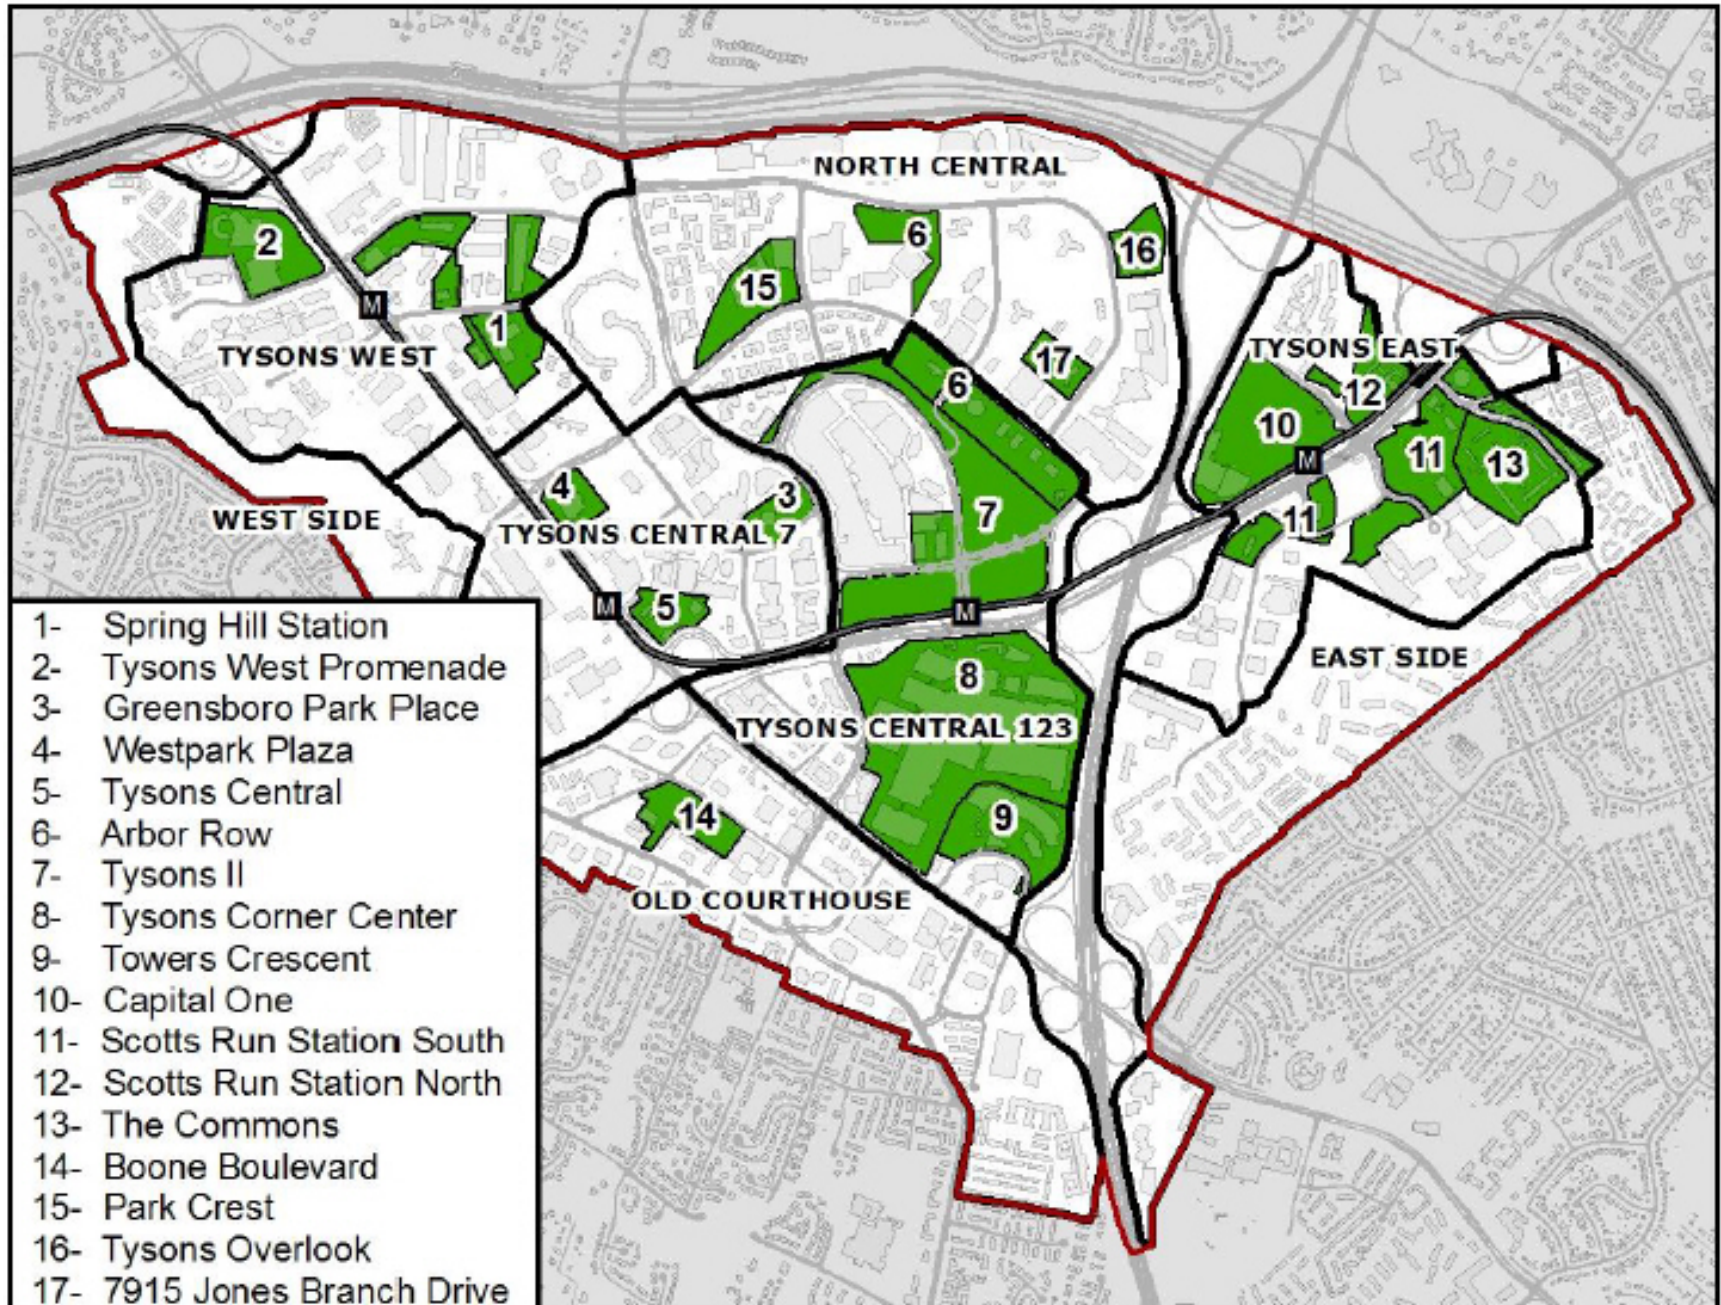 NORTH CENTRAL
2
6
16
15
1
TYSONS WEST
TYSONS EAST
17
6
12
M
10
11
13
M
4
3
7
WEST SIDE
TYSONS CENTRAL 7
11
M
5
M
EAST SIDE
8
TYSONS CENTRAL 123
14
9
OLD COURTHOUSE
1- Spring Hill Station
2- Tysons West Promenade
3- Greensboro Park Place
4- Westpark Plaza
5- Tysons Central
6- Arbor Row
7- Tysons II
8- Tysons Corner Center
9- Towers Crescent
10- Capital One
11- Scotts Run Station South
12- Scotts Run Station North
13- The Commons
14- Boone Boulevard
15- Park Crest
16- Tysons Overlook
17- 7915 Jones Branch Drive